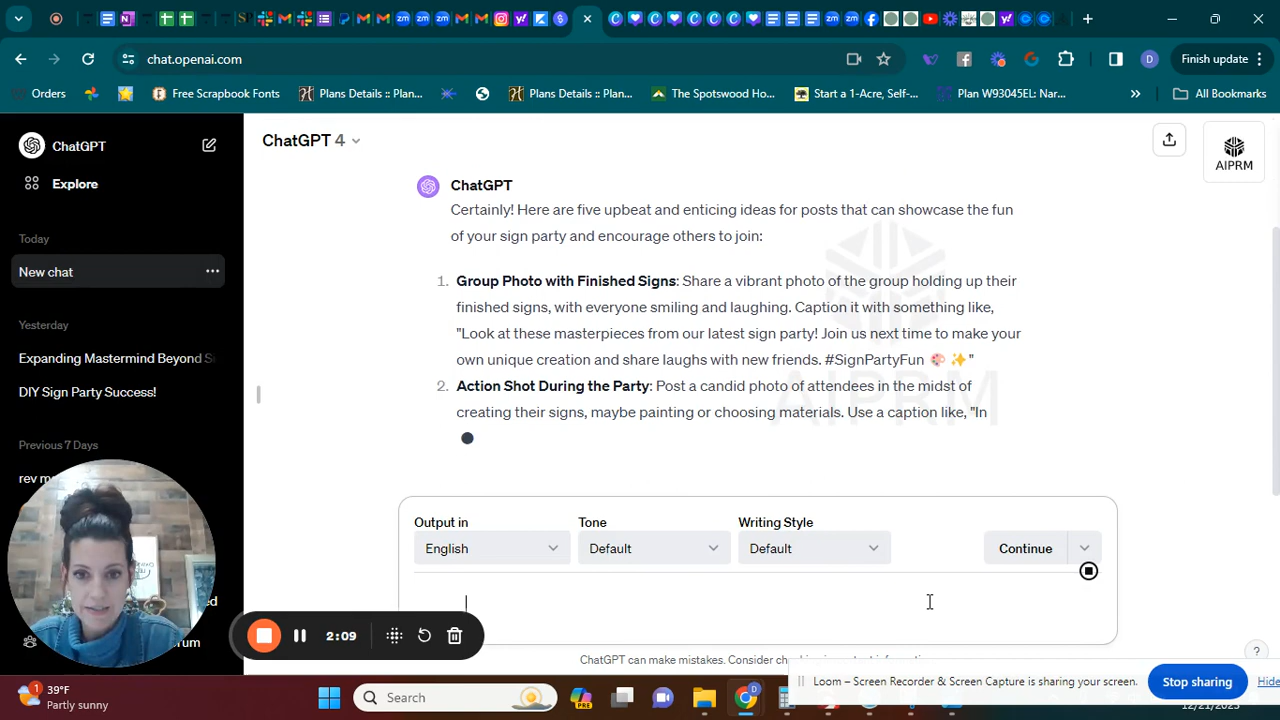 chat.openai.com
Finish update
Orders
Free Scrapbook Fonts
Plans Details :: Plan...
Plans Details :: Plan...
The Spotswood Ho...
Start a 1-Acre, Self-...
Plan W93045EL: Nar...
All Bookmarks
ChatGPT
Explore
Today
New chat
Yesterday
Expanding Mastermind Beyond S
DIY Sign Party Success!
Previous 7 Days
ChatGPT 4
AIPRM
AIPRM
ChatGPT
Certainly! Here are five upbeat and enticing ideas for posts that can showcase the fun
of your sign party and encourage others to join:
1. Group Photo with Finished Signs: Share a vibrant photo of the group holding up their
finished signs, with everyone smiling and laughing. Caption it with something like,
"Look at these masterpieces from our latest sign party! Join us next time to make your
own unique creation and share laughs with new friends. #SignPartyFun 🎨 ✨"
2. Action Shot During the Party: Post a candid photo of attendees in the midst of
creating their signs, maybe painting or choosing materials. Use a caption like, "In
Output in Tone Writing Style
English Default Default Continue
2:09
?
Loom – Screen Recorder & Screen Capture is sharing your screen. Stop sharing Hide
1
39°F
Partly sunny
Search
PRE